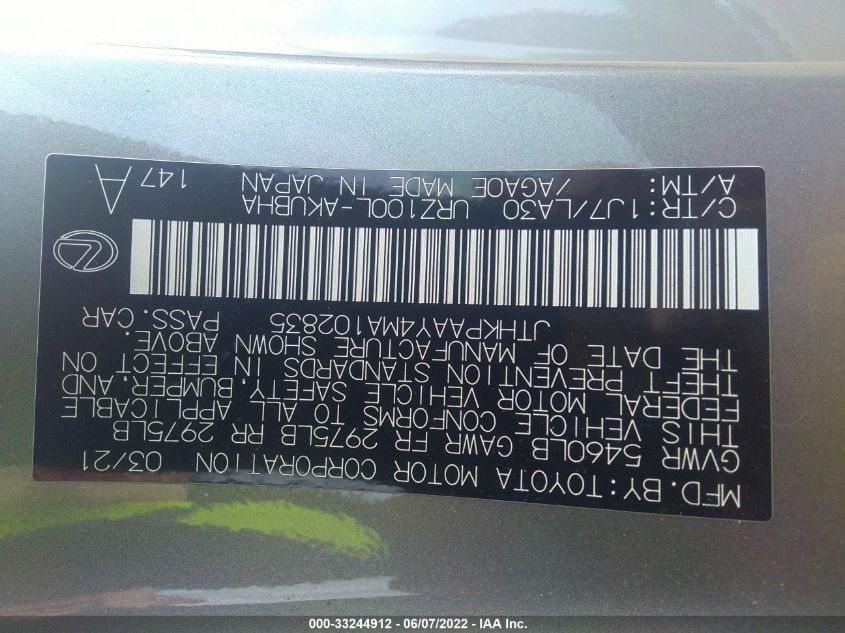 MFD. BY:TOYOTA MOTOR CORPORATION 03/21
GVWR 5460LB GAWR FR 2975LB RR 2975LB
THIS VEHICLE CONFORMS TO ALL APPLICABLE
FEDERAL MOTOR VEHICLE SAFETY, BUMPER, AND
THEFT PREVENTION STANDARDS IN EFFECT ON
THE DATE OF MANUFACTURE SHOWN ABOVE.
JTHKPAAY4MA102835 PASS. CAR
C/TR:1J7/LA30 URZ100L-AKUBHA
A/TM: /AGA0E MADE IN JAPAN 147 A
000-33244912 - 06/07/2022 - IAA Inc.